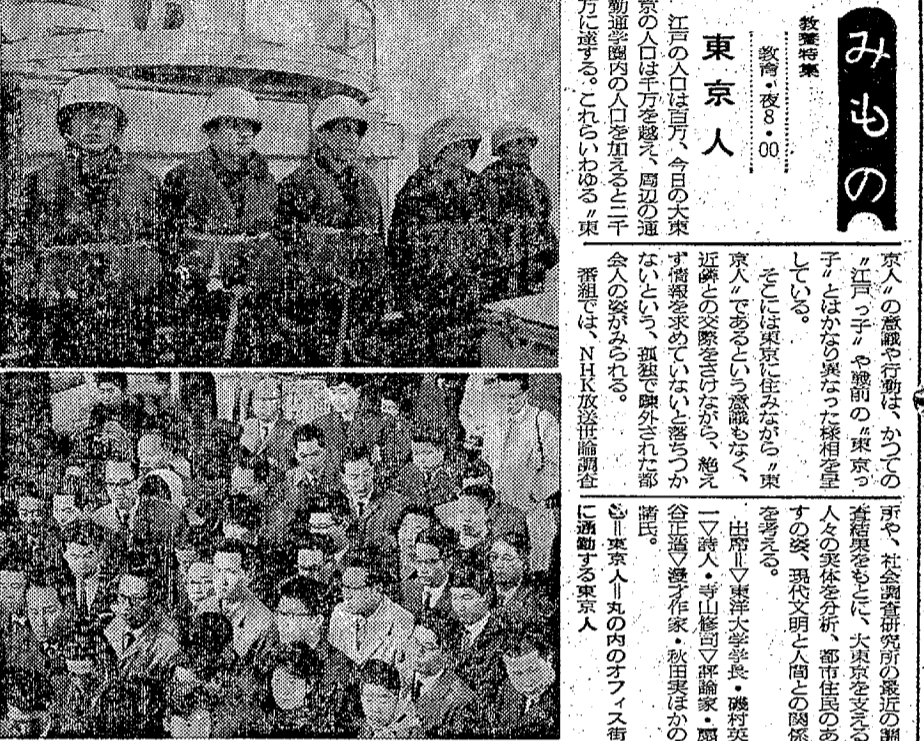 みもの
教養特集
教育・夜8・00
東京人
江戸の人口は百万、今日の大東
京の人口は千万を越え、周辺の通
勤通学圏内の人口を加えると二千
万に達する。これらいわゆる〝東
京人〟の意識や行動は、かつての
〝江戸っ子〟や戦前の〝東京っ
子〟とはかなり異なった様相を呈
している。
そこには東京に住みながら〝東
京人〟であるという意識もなく、
近隣との交際をさけながら、絶え
ず情報を求めていないと落ちつか
ないという、孤独で疎外された都
会人の姿がみられる。
番組では、NHK放送世論調査
所や、社会調査研究所の最近の調
査結果をもとに、大東京を支える
人々の実体を分析、都市住民のあ
すの姿、現代文明と人間との関係
を考える。
出席=▽東洋大学学長・磯村英
一▽詩人・寺山修司▽評論家・扇
谷正造▽漫才作家・秋田実ほかの
諸氏。
=東京人=丸の内のオフィス街
に通勤する東京人